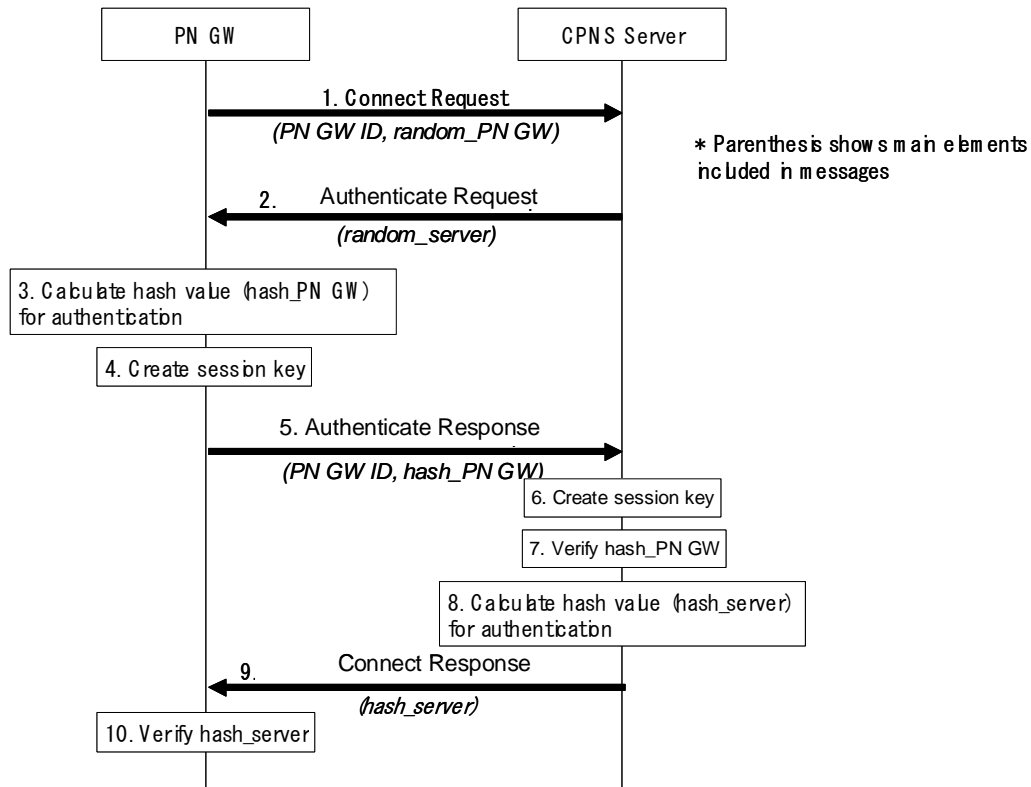 PN GW
CPNS Server
1. Connect Request
(PN GW ID, random_PN GW)
* Parenthesis shows main elements
included in messages
2. Authenticate Request
(random_server)
3. Calculate hash value (hash_PN GW)
for authentication
4. Create session key
5. Authenticate Response
(PN GW ID, hash_PN GW)
6. Create session key
7. Verify hash_PN GW
8. Calculate hash value (hash_server)
for authentication
9. Connect Response
(hash_server)
10. Verify hash_server